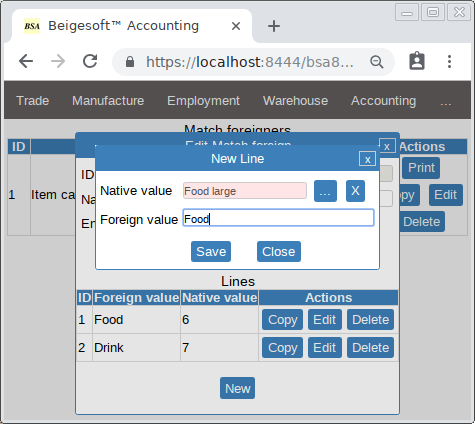 BSA Beigesoft™ Accounting
https://localhost:8444/bsa8...
Trade Manufacture Employment Warehouse Accounting ...
Match foreigners
ID Actions
Edit Match foreign x
New Line x
Native value Food large ... X
Foreign value Food
Save Close
ID
Na
En
1 Item ca
Print
py Edit
Delete
Lines
ID Foreign value Native value Actions
1 Food 6 Copy Edit Delete
2 Drink 7 Copy Edit Delete
New